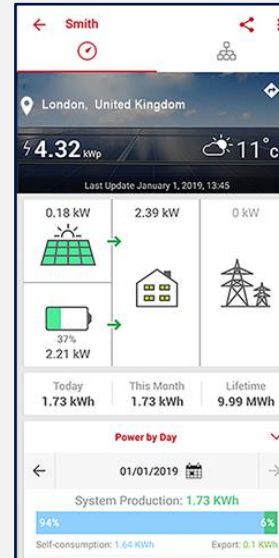 Smith
London, United Kingdom
4.32 kWp
11°c
Last Update January 1, 2019, 13:45
0.18 kW
2.39 kW
0 kW
37%
2.21 kW
Today
This Month
Lifetime
1.73 kWh
1.73 kWh
9.99 MWh
Power by Day
01/01/2019
System Production: 1.73 KWh
94%
6%
Self-consumption: 1.64 KWh
Export: 0.1 KWh